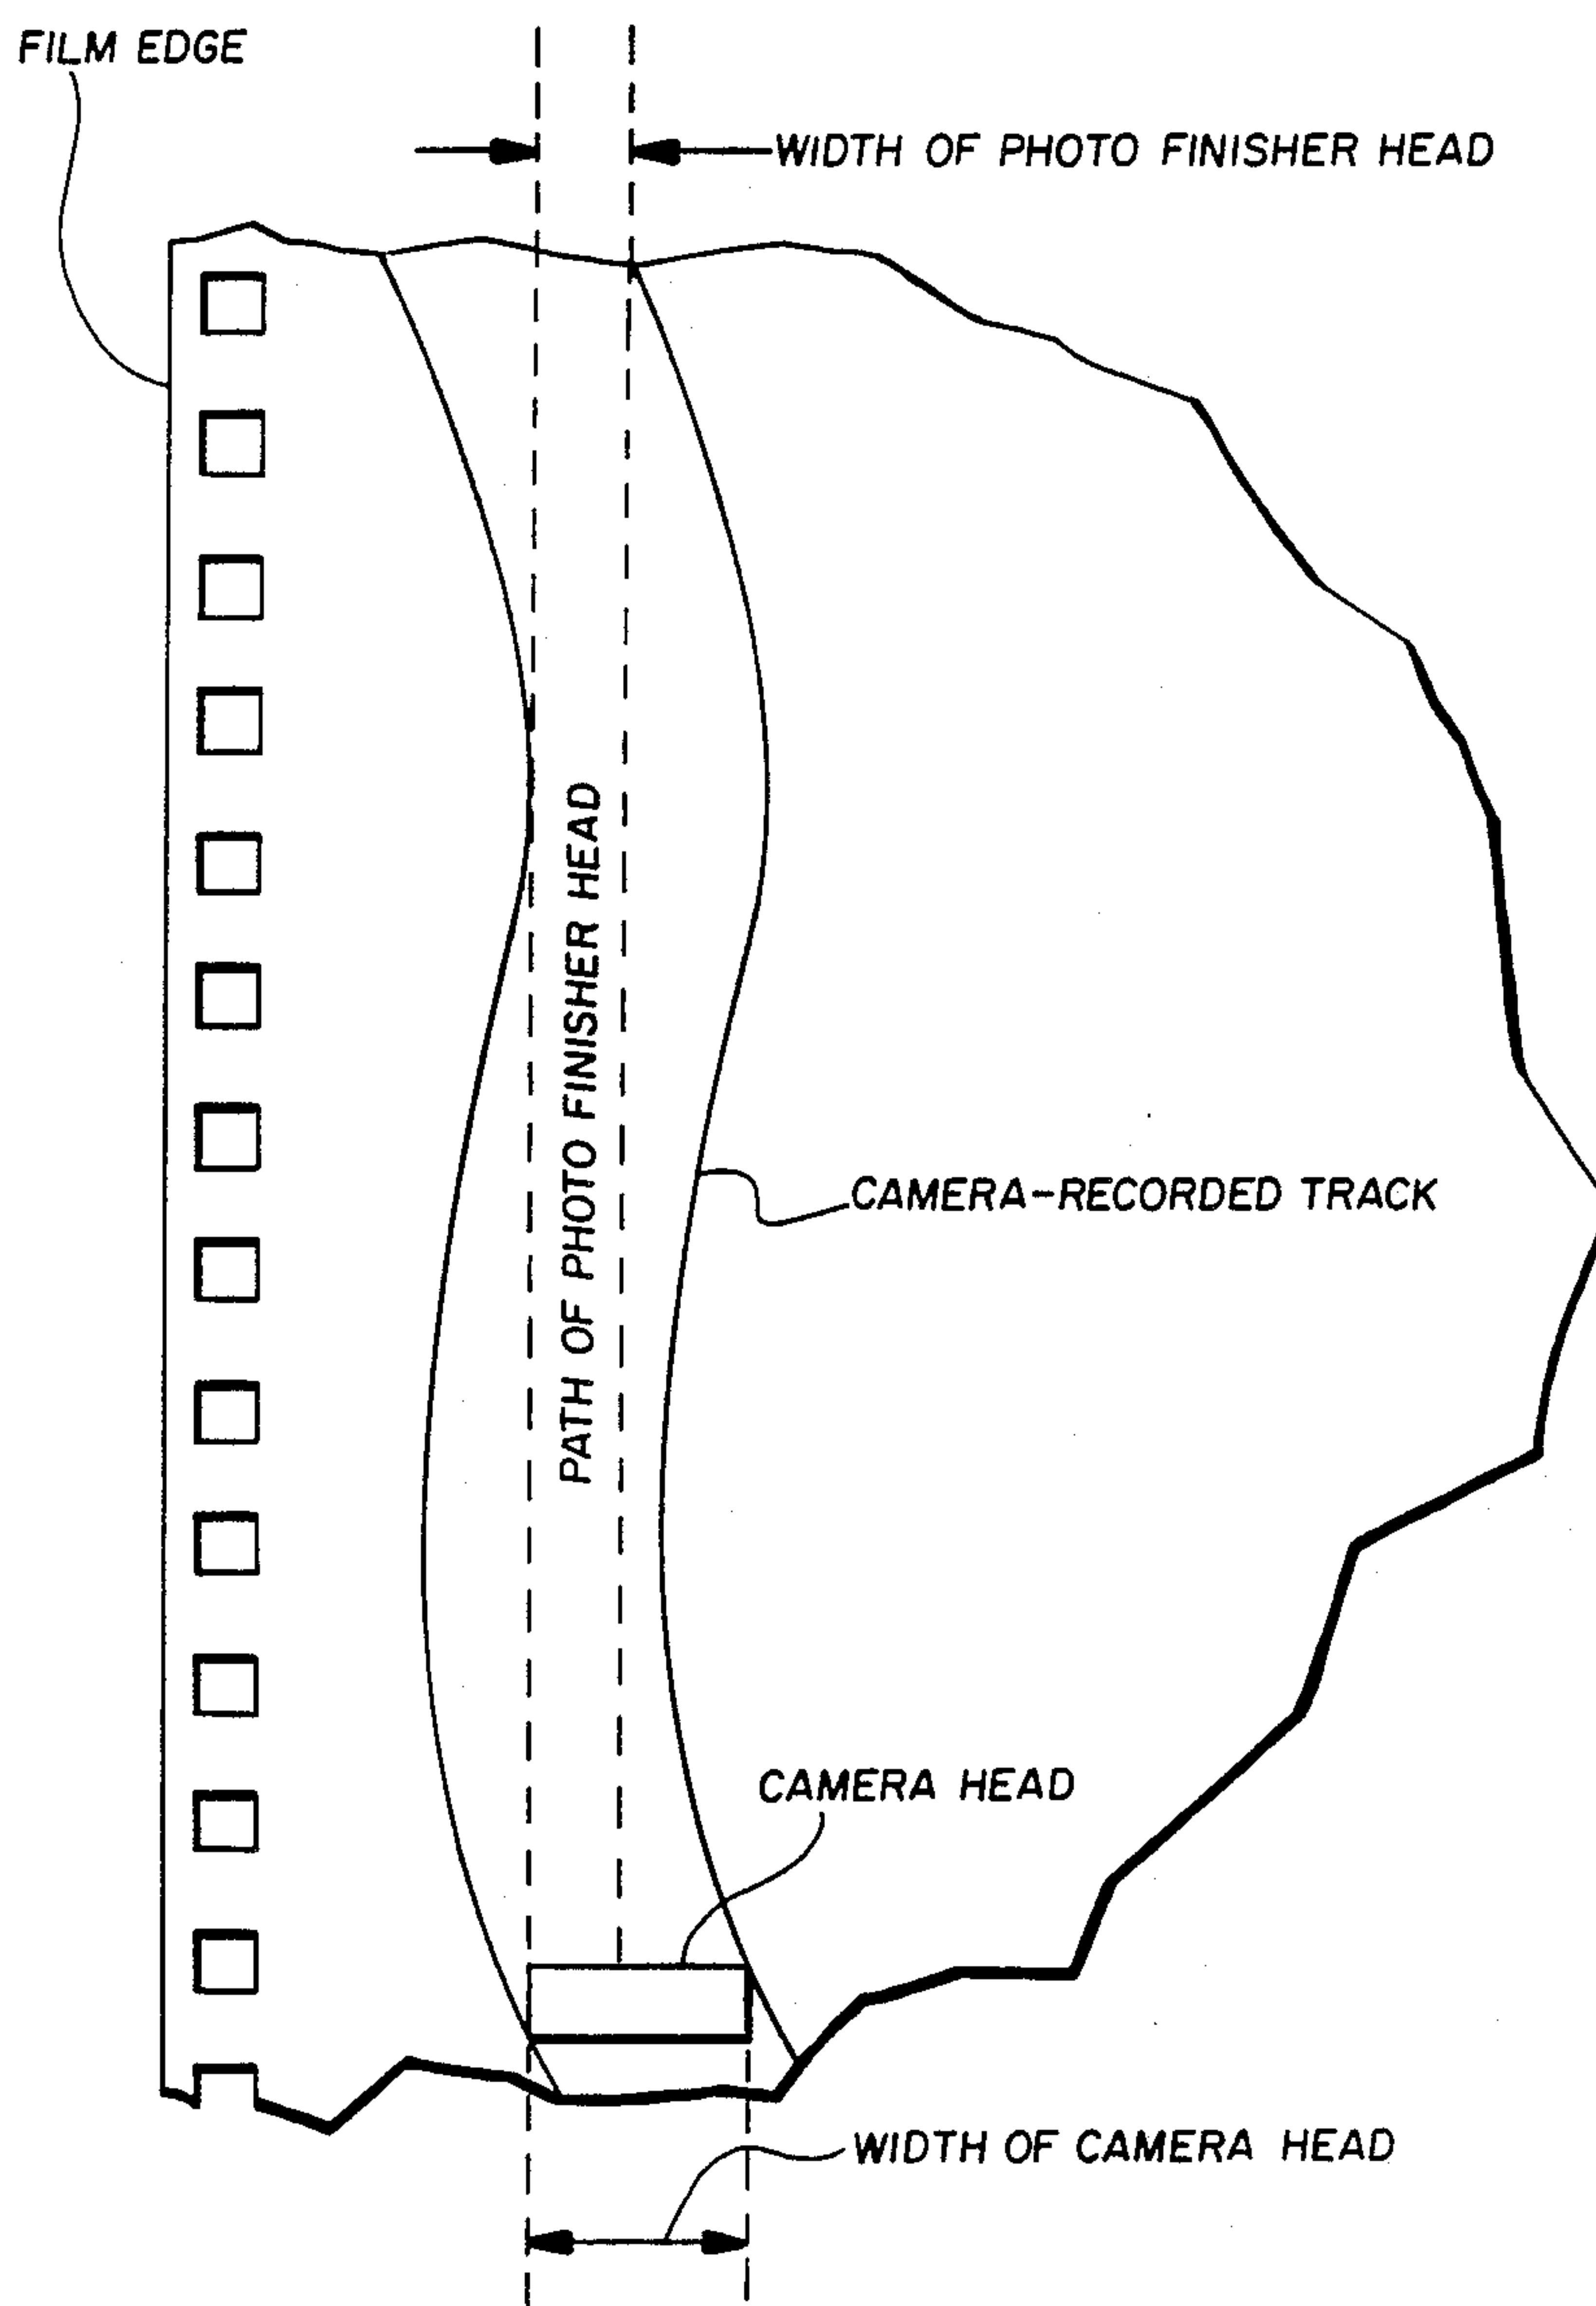 FILM EDGE
WIDTH OF PHOTO FINISHER HEAD
PATH OF PHOTO FINISHER HEAD
CAMERA-RECORDED TRACK
CAMERA HEAD
WIDTH OF CAMERA HEAD